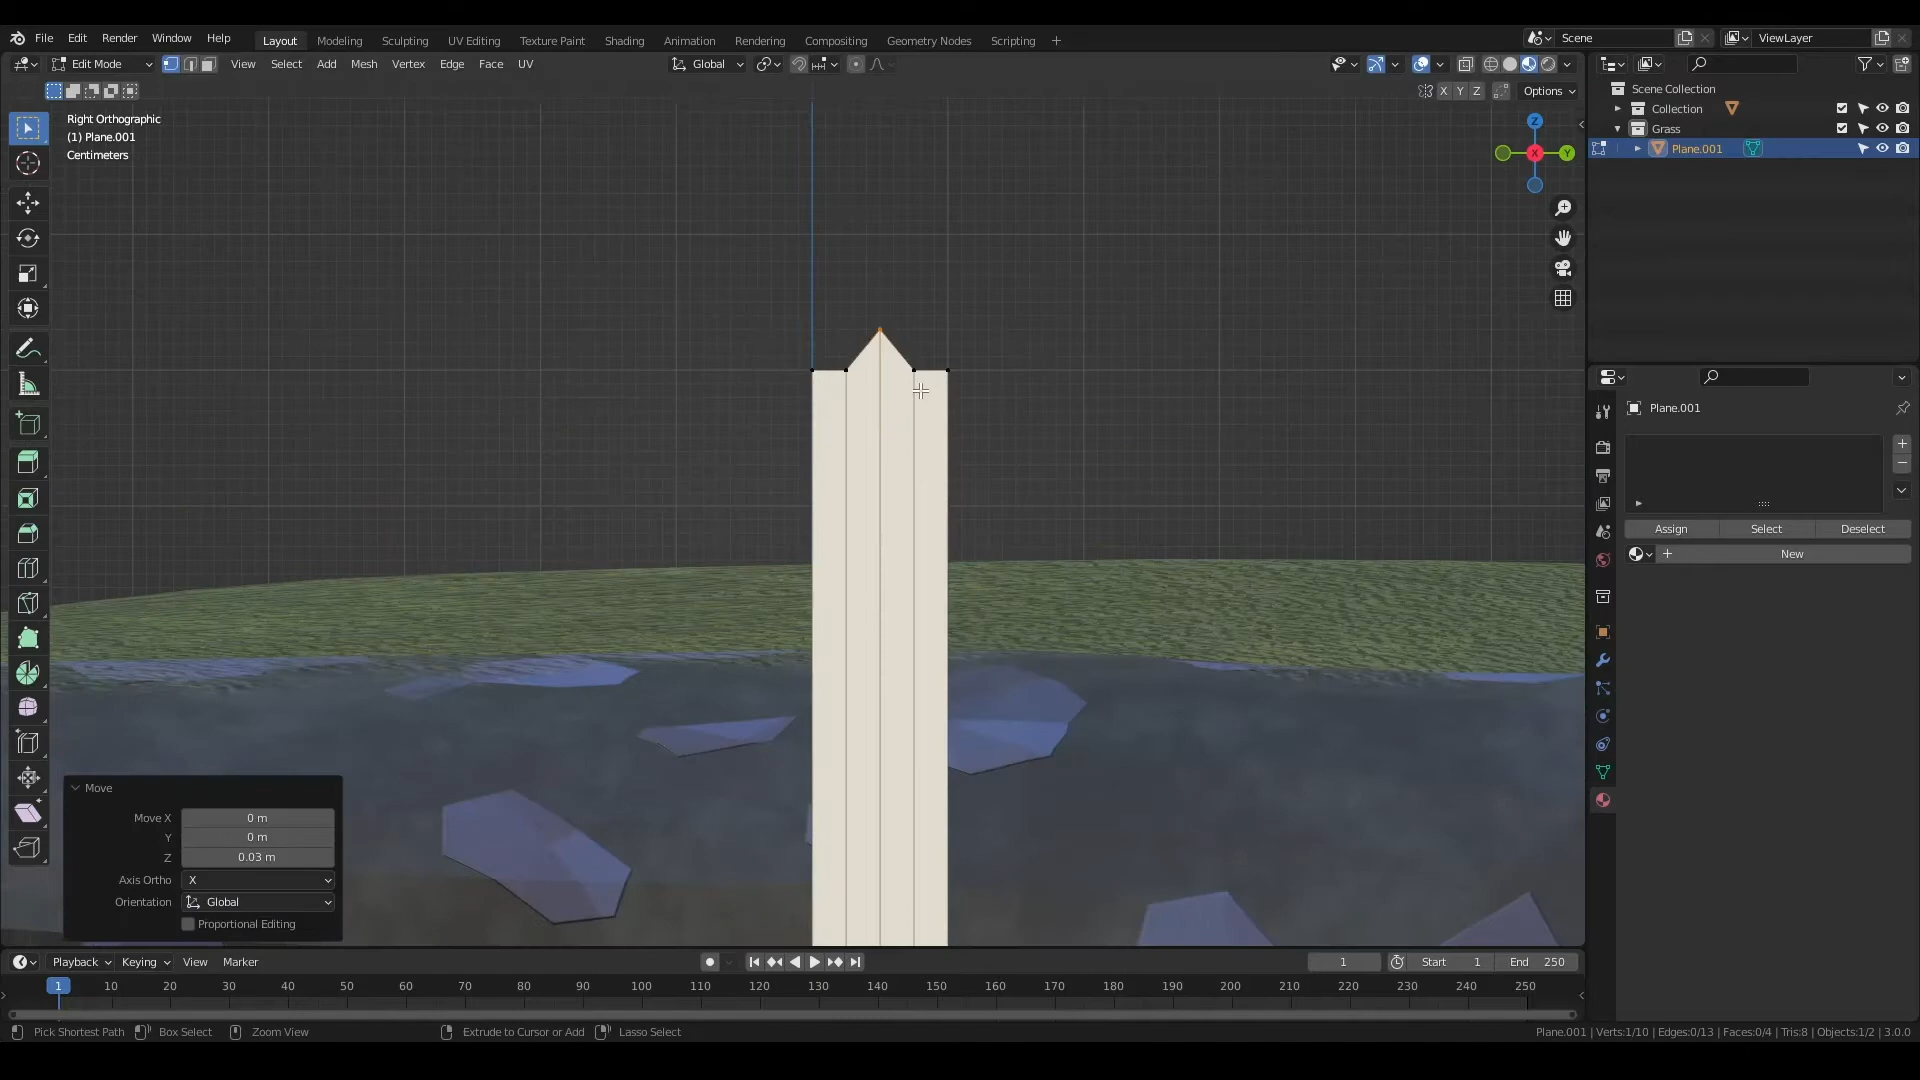 File Edit Render Window Help Layout Modeling Sculpting UV Editing Texture Paint Shading Animation Rendering Compositing Geometry Nodes Scripting + Scene ViewLayer
Edit Mode View Select Add Mesh Vertex Edge Face UV Global
X Y Z Options
Scene Collection
Collection
Grass
Plane.001
Right Orthographic
(1) Plane.001
Centimeters
Z
X
Y
Plane.001
Assign Select Deselect
New
Move
Move X 0 m
Y 0 m
Z 0.03 m
Axis Ortho X
Orientation Global
Proportional Editing
Playback Keying View Marker 1 Start 1 End 250
1 10 20 30 40 50 60 70 80 90 100 110 120 130 140 150 160 170 180 190 200 210 220 230 240 250
Pick Shortest Path Box Select Zoom View Extrude to Cursor or Add Lasso Select Plane.001 | Verts:1/10 | Edges:0/13 | Faces:0/4 | Tris:8 | Objects:1/2 | 3.0.0